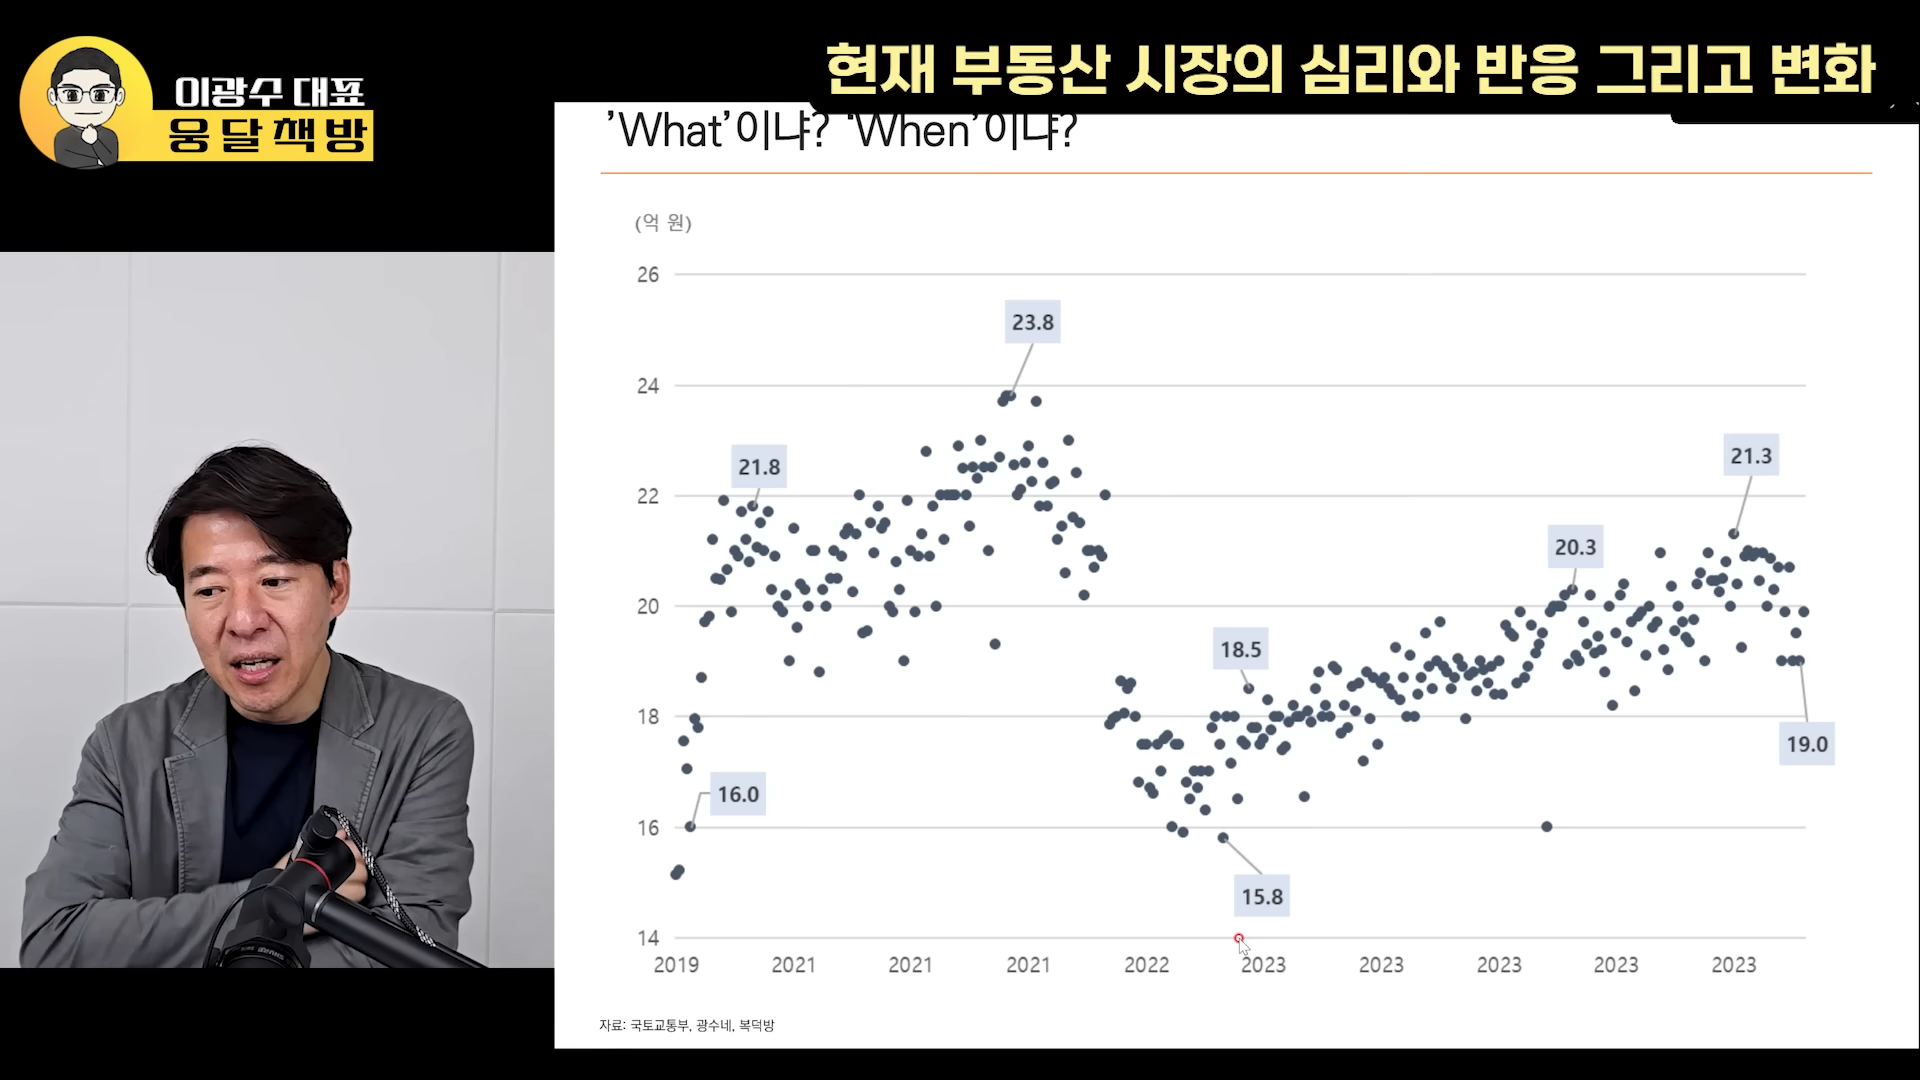 이광수 대표
웅달책방
현재 부동산 시장의 심리와 반응 그리고 변화
’What’이냐? ‘When’이냐?
(억 원)
26
24
22
20
18
16
14
23.8
21.8
21.3
20.3
18.5
19.0
16.0
15.8
2019 2021 2021 2021 2022 2023 2023 2023 2023 2023
자료: 국토교통부, 광수네, 복덕방
SHURE